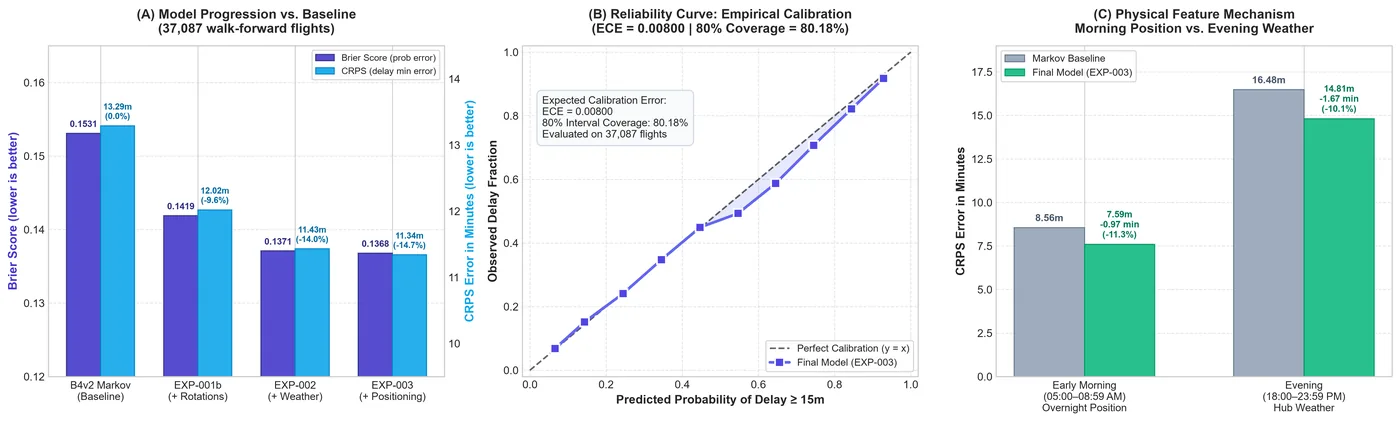 (A) Model Progression vs. Baseline
(37,087 walk-forward flights)
Brier Score (prob error)
CRPS (delay min error)
Brier Score (lower is better)
0.16
0.15
0.14
0.13
0.12
0.1531
13.29m
(0.0%)
0.1419
12.02m
(-9.6%)
0.1371
11.43m
(-14.0%)
0.1368
11.34m
(-14.7%)
14
13
12
11
10
CRPS Error in Minutes (lower is better)
B4v2 Markov
(Baseline)
EXP-001b
(+ Rotations)
EXP-002
(+ Weather)
EXP-003
(+ Positioning)
(B) Reliability Curve: Empirical Calibration
(ECE = 0.00800 | 80% Coverage = 80.18%)
Observed Delay Fraction
1.0
0.8
0.6
0.4
0.2
0.0
Expected Calibration Error:
ECE = 0.00800
80% Interval Coverage: 80.18%
Evaluated on 37,087 flights
Perfect Calibration (y = x)
Final Model (EXP-003)
0.0
0.2
0.4
0.6
0.8
1.0
Predicted Probability of Delay ≥ 15m
(C) Physical Feature Mechanism
Morning Position vs. Evening Weather
Markov Baseline
Final Model (EXP-003)
CRPS Error in Minutes
17.5
15.0
12.5
10.0
7.5
5.0
2.5
0.0
8.56m
7.59m
-0.97 min
(-11.3%)
16.48m
14.81m
-1.67 min
(-10.1%)
Early Morning
(05:00–08:59 AM)
Overnight Position
Evening
(18:00–23:59 PM)
Hub Weather